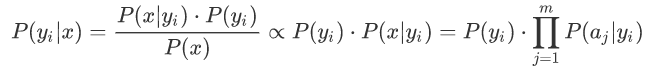 P(y_i|x) = \frac{P(x|y_i) \cdot P(y_i)}{P(x)} \propto P(y_i) \cdot P(x|y_i) = P(y_i) \cdot \prod_{j=1}^{m} P(a_j|y_i)